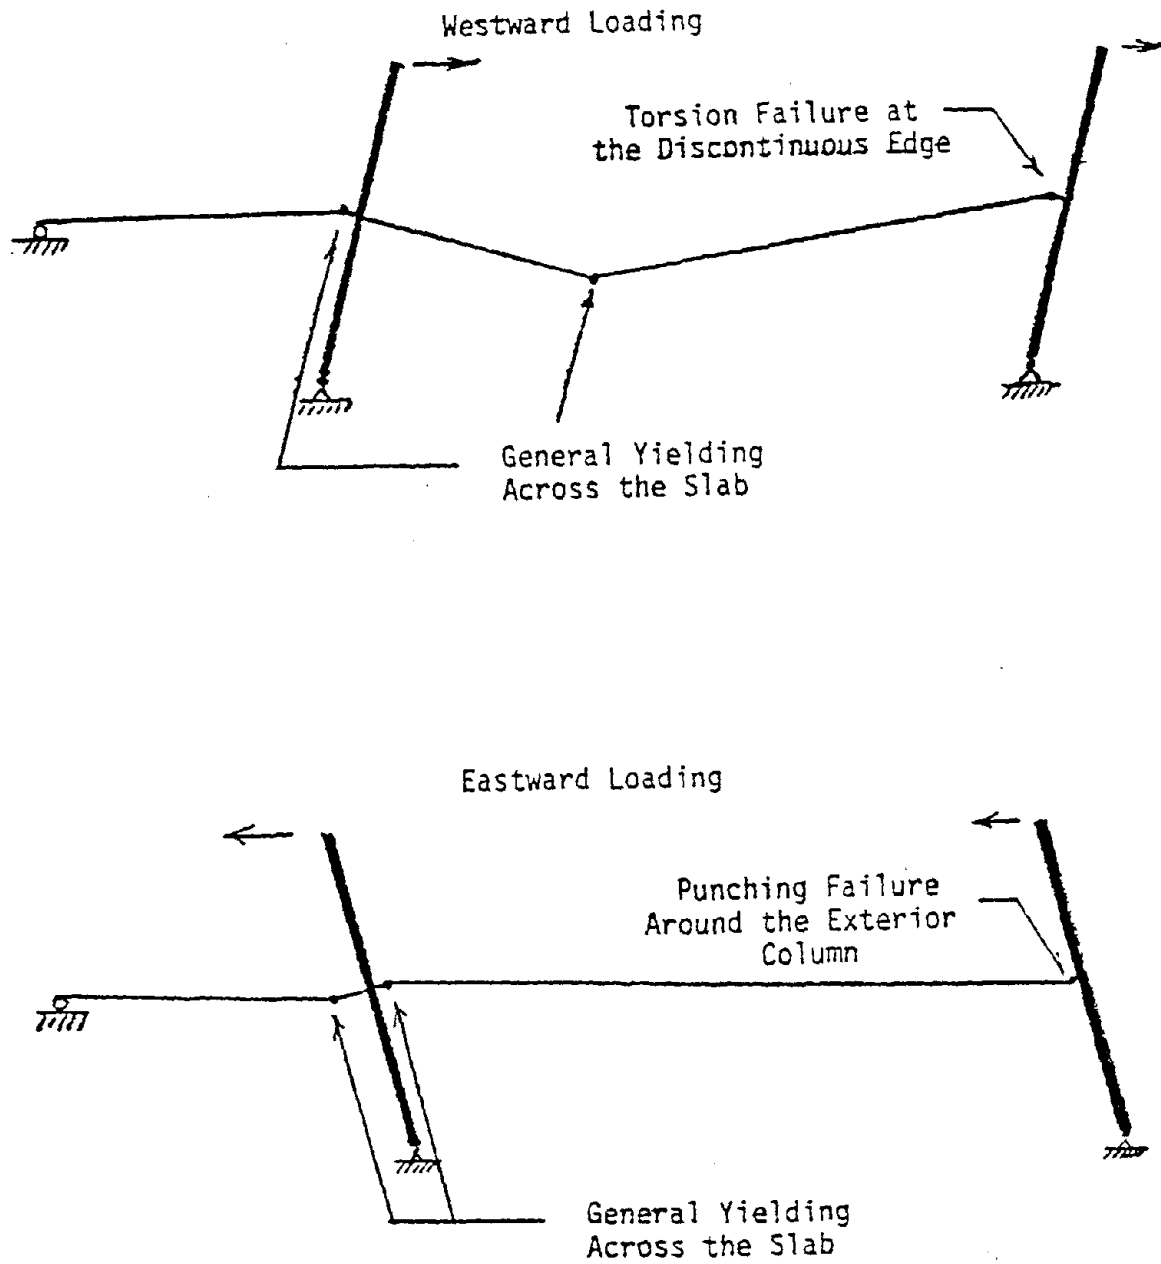 Westward Loading
Torsion Failure at
the Discontinuous Edge
General Yielding
Across the Slab
Eastward Loading
Punching Failure
Around the Exterior
Column
General Yielding
Across the Slab